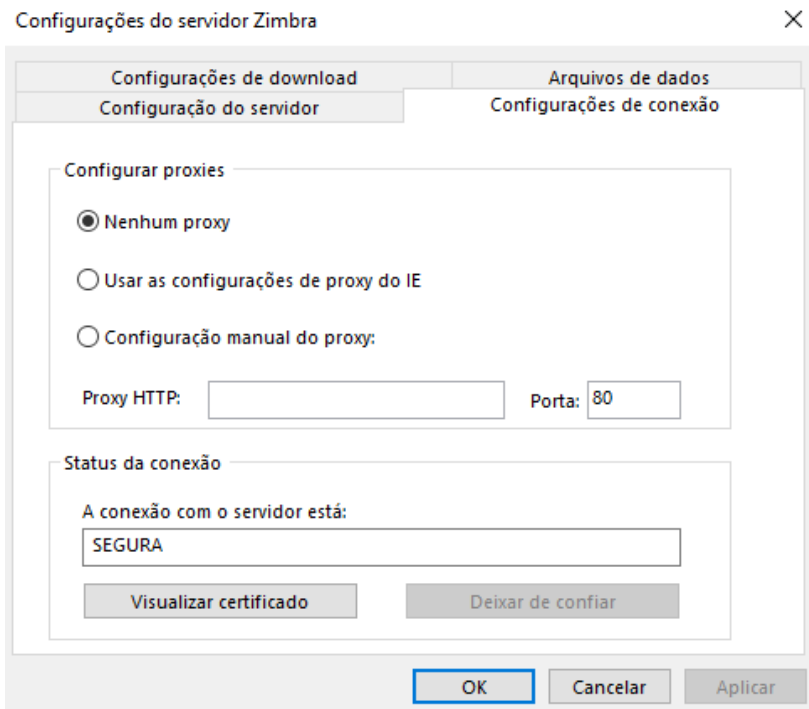 Configurações do servidor Zimbra
Configurações de download
Arquivos de dados
Configuração do servidor
Configurações de conexão
Configurar proxies
Nenhum proxy
Usar as configurações de proxy do IE
Configuração manual do proxy:
Proxy HTTP:
Porta: 80
Status da conexão
A conexão com o servidor está:
SEGURA
Visualizar certificado
Deixar de confiar
OK
Cancelar
Aplicar